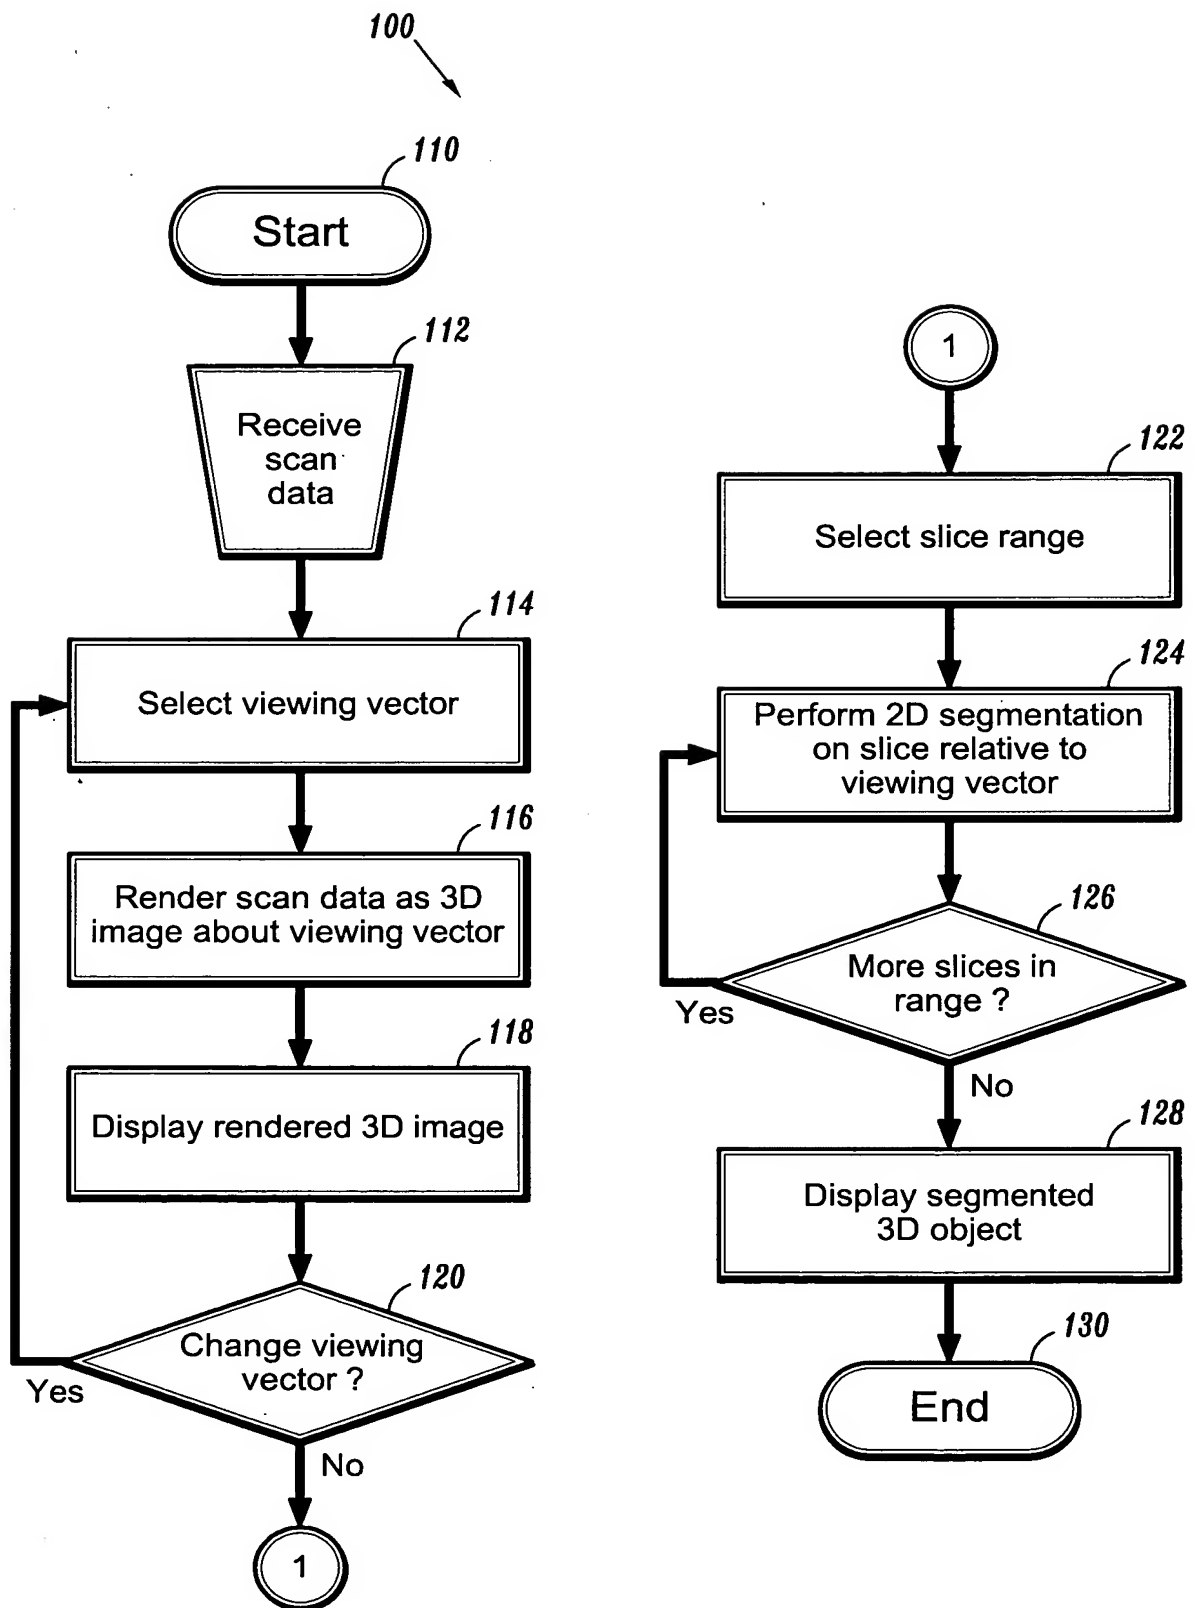 100
110
Start
112
Receive
scan
data
114
Select viewing vector
116
Render scan data as 3D
image about viewing vector
118
Display rendered 3D image
120
Change viewing
vector ?
Yes
No
1
1
122
Select slice range
124
Perform 2D segmentation
on slice relative to
viewing vector
126
More slices in
range ?
Yes
No
128
Display segmented
3D object
130
End